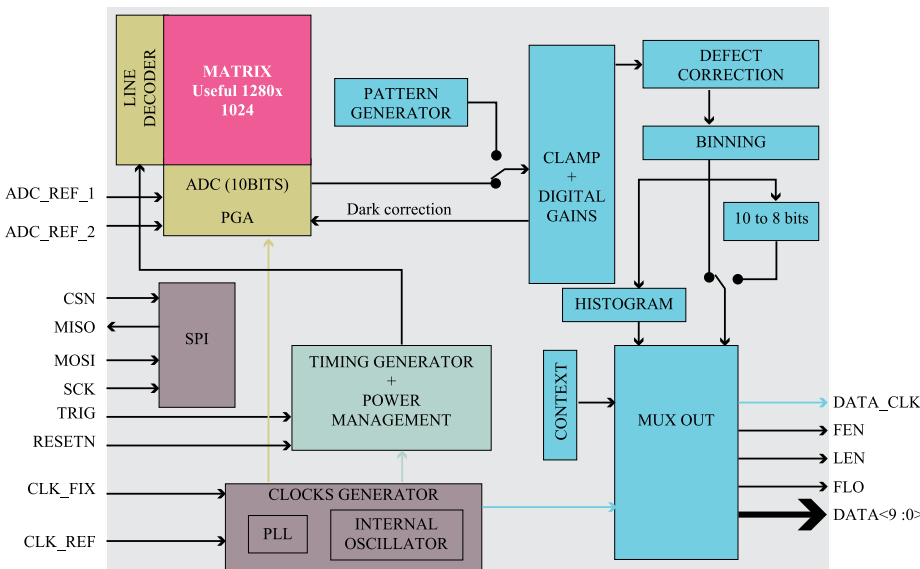 LINE
DECODER
MATRIX
Useful 1280x
1024
ADC (10BITS)
PGA
PATTERN
GENERATOR
CLAMP
+
DIGITAL
GAINS
DEFECT
CORRECTION
BINNING
10 to 8 bits
HISTOGRAM
Dark correction
ADC_REF_1
ADC_REF_2
CSN
MISO
MOSI
SCK
TRIG
RESETN
CLK_FIX
CLK_REF
SPI
TIMING GENERATOR
+
POWER
MANAGEMENT
CONTEXT
MUX OUT
CLOCKS GENERATOR
PLL
INTERNAL
OSCILLATOR
DATA_CLK
FEN
LEN
FLO
DATA<9 :0>